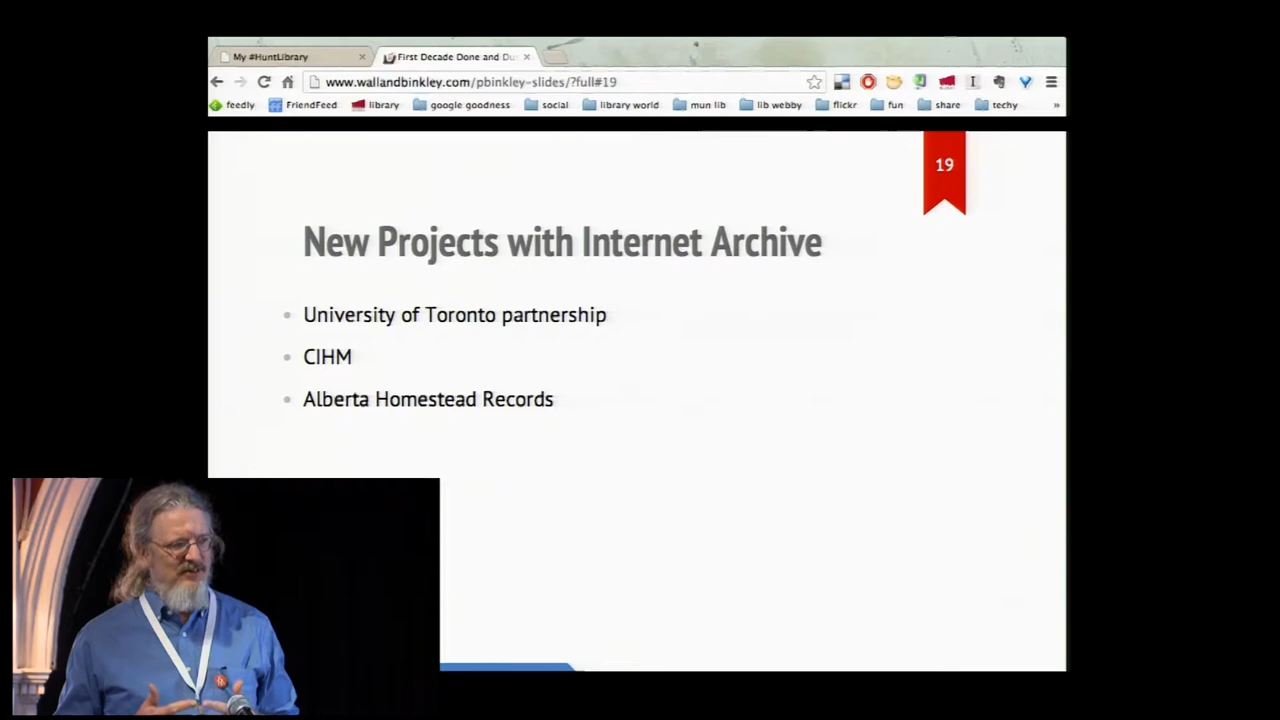 My #HuntLibrary
First Decade Done and Du
www.wallandbinkley.com/pbinkley-slides/?full#19
feedly FriendFeed library google goodness social library world mun lib lib webby flickr fun share techy »
19
New Projects with Internet Archive
University of Toronto partnership
CIHM
Alberta Homestead Records